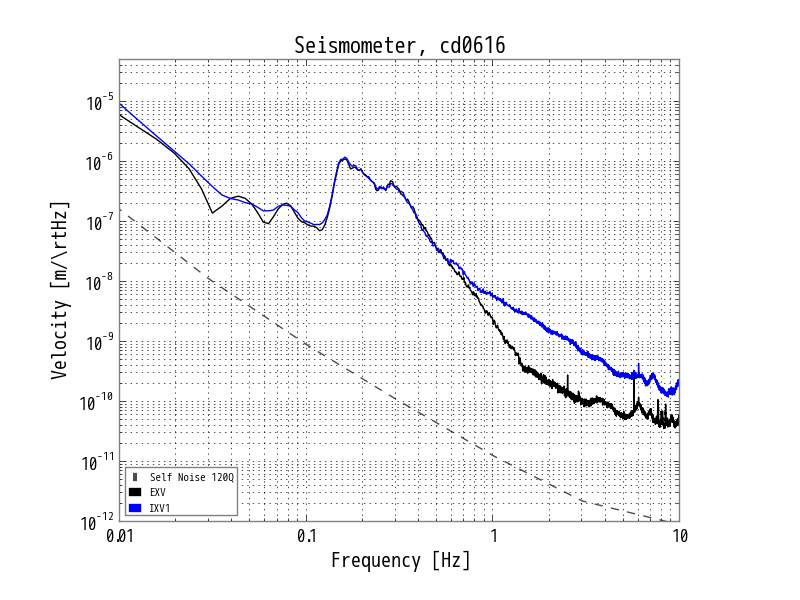 Seismometer, cd0616
Velocity [m/\rtHz]
10^-5
10^-6
10^-7
10^-8
10^-9
10^-10
10^-11
10^-12
Self Noise 120Q
EXV
IXV1
0.01 0.1 1 10
Frequency [Hz]